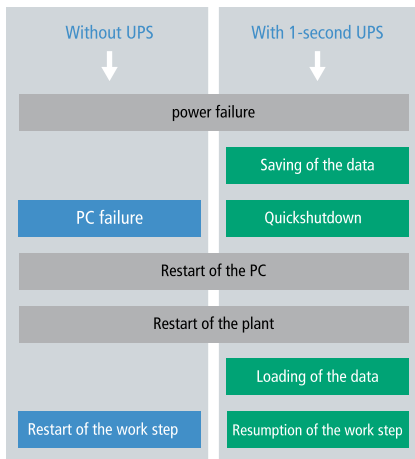 Without UPS
With 1-second UPS
power failure
Saving of the data
PC failure
Quickshutdown
Restart of the PC
Restart of the plant
Loading of the data
Restart of the work step
Resumption of the work step